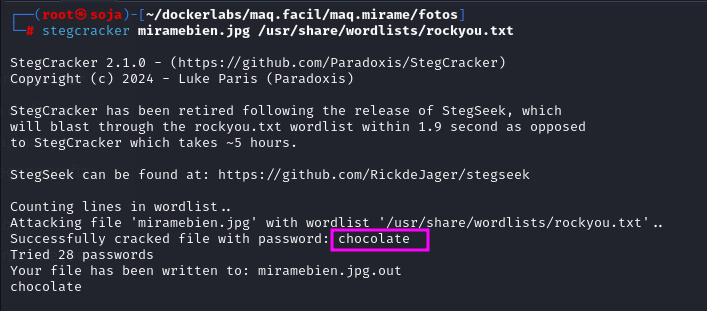 ┌──(root㉿soja)-[~/dockerlabs/maq.facil/maq.mirame/fotos]
└─# stegcracker miramebien.jpg /usr/share/wordlists/rockyou.txt
StegCracker 2.1.0 - (https://github.com/Paradoxis/StegCracker)
Copyright (c) 2024 - Luke Paris (Paradoxis)
StegCracker has been retired following the release of StegSeek, which
will blast through the rockyou.txt wordlist within 1.9 second as opposed
to StegCracker which takes ~5 hours.
StegSeek can be found at: https://github.com/RickdeJager/stegseek
Counting lines in wordlist..
Attacking file 'miramebien.jpg' with wordlist '/usr/share/wordlists/rockyou.txt'..
Successfully cracked file with password: chocolate
Tried 28 passwords
Your file has been written to: miramebien.jpg.out
chocolate